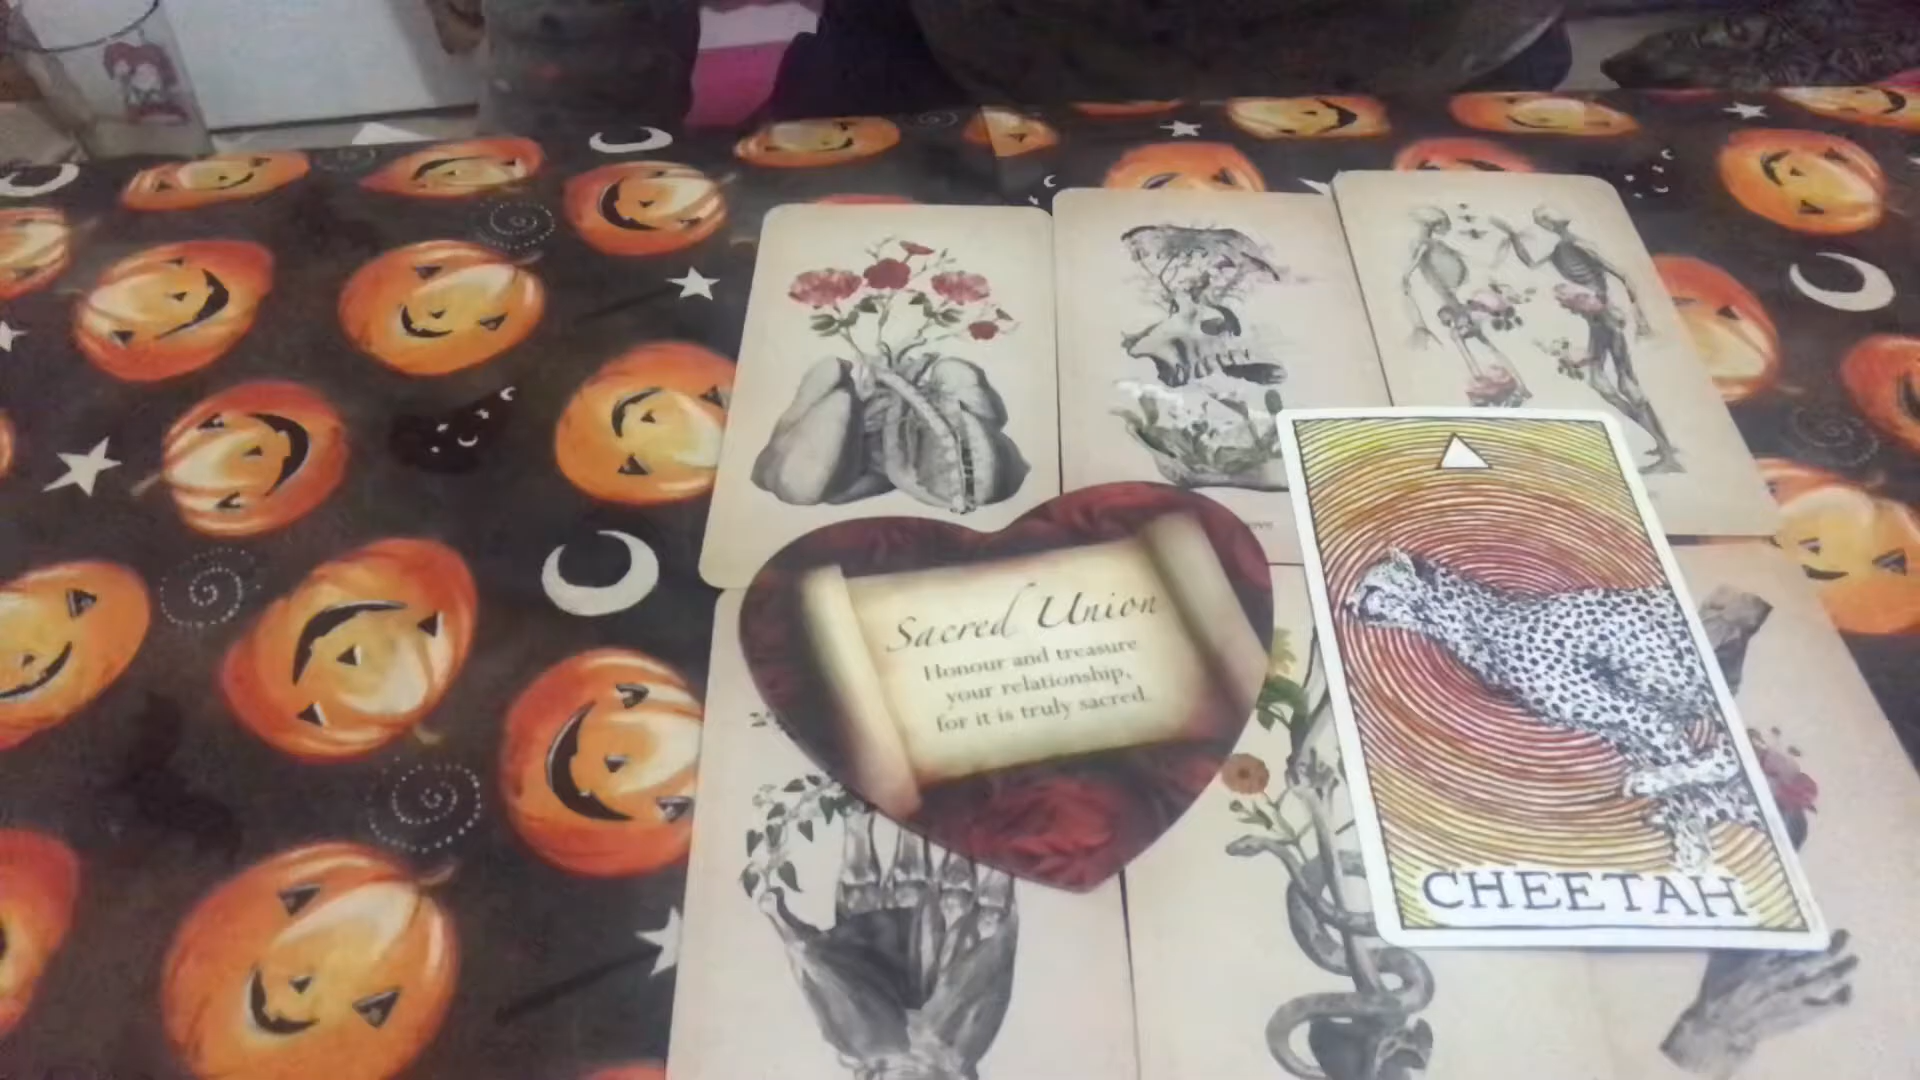 Sacred Union
Honour and treasure
your relationship,
for it is truly sacred.
CHEETAH